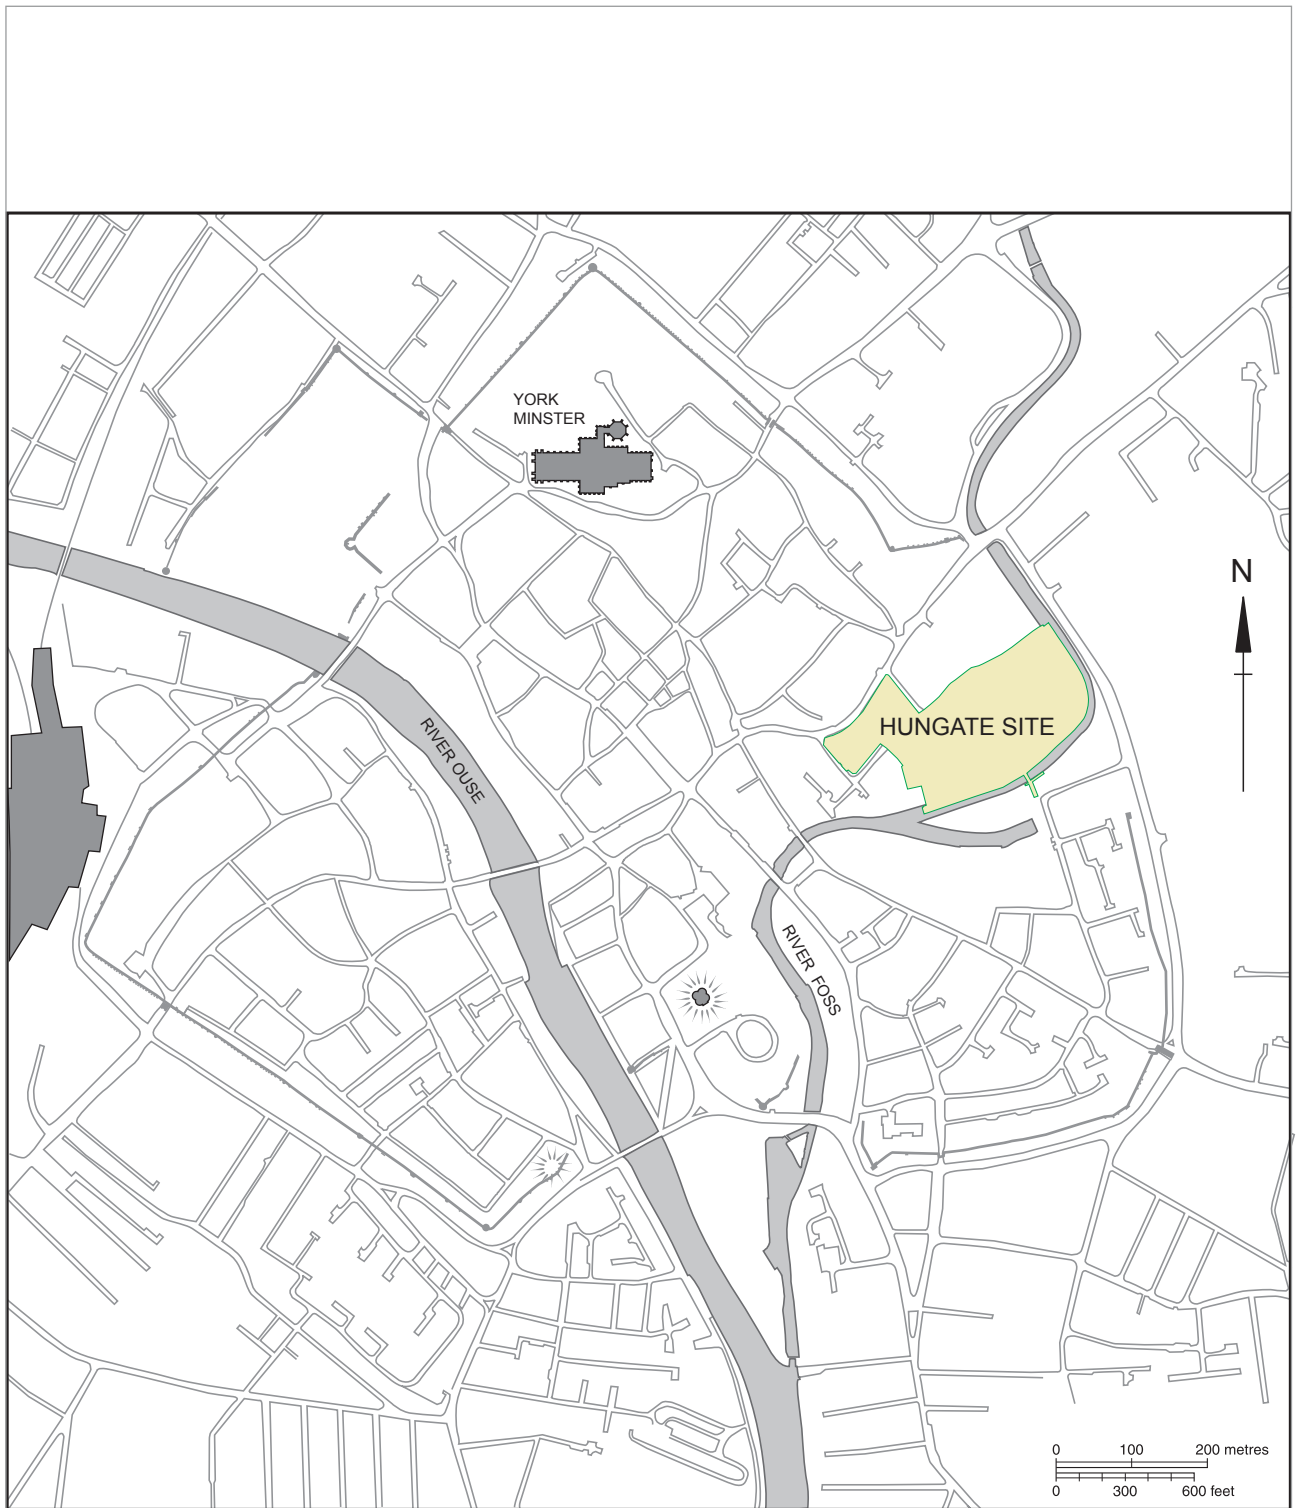 YORK
MINSTER
N
HUNGATE SITE
RIVER OUSE
RIVER FOSS
0 100 200 metres
0 300 600 feet